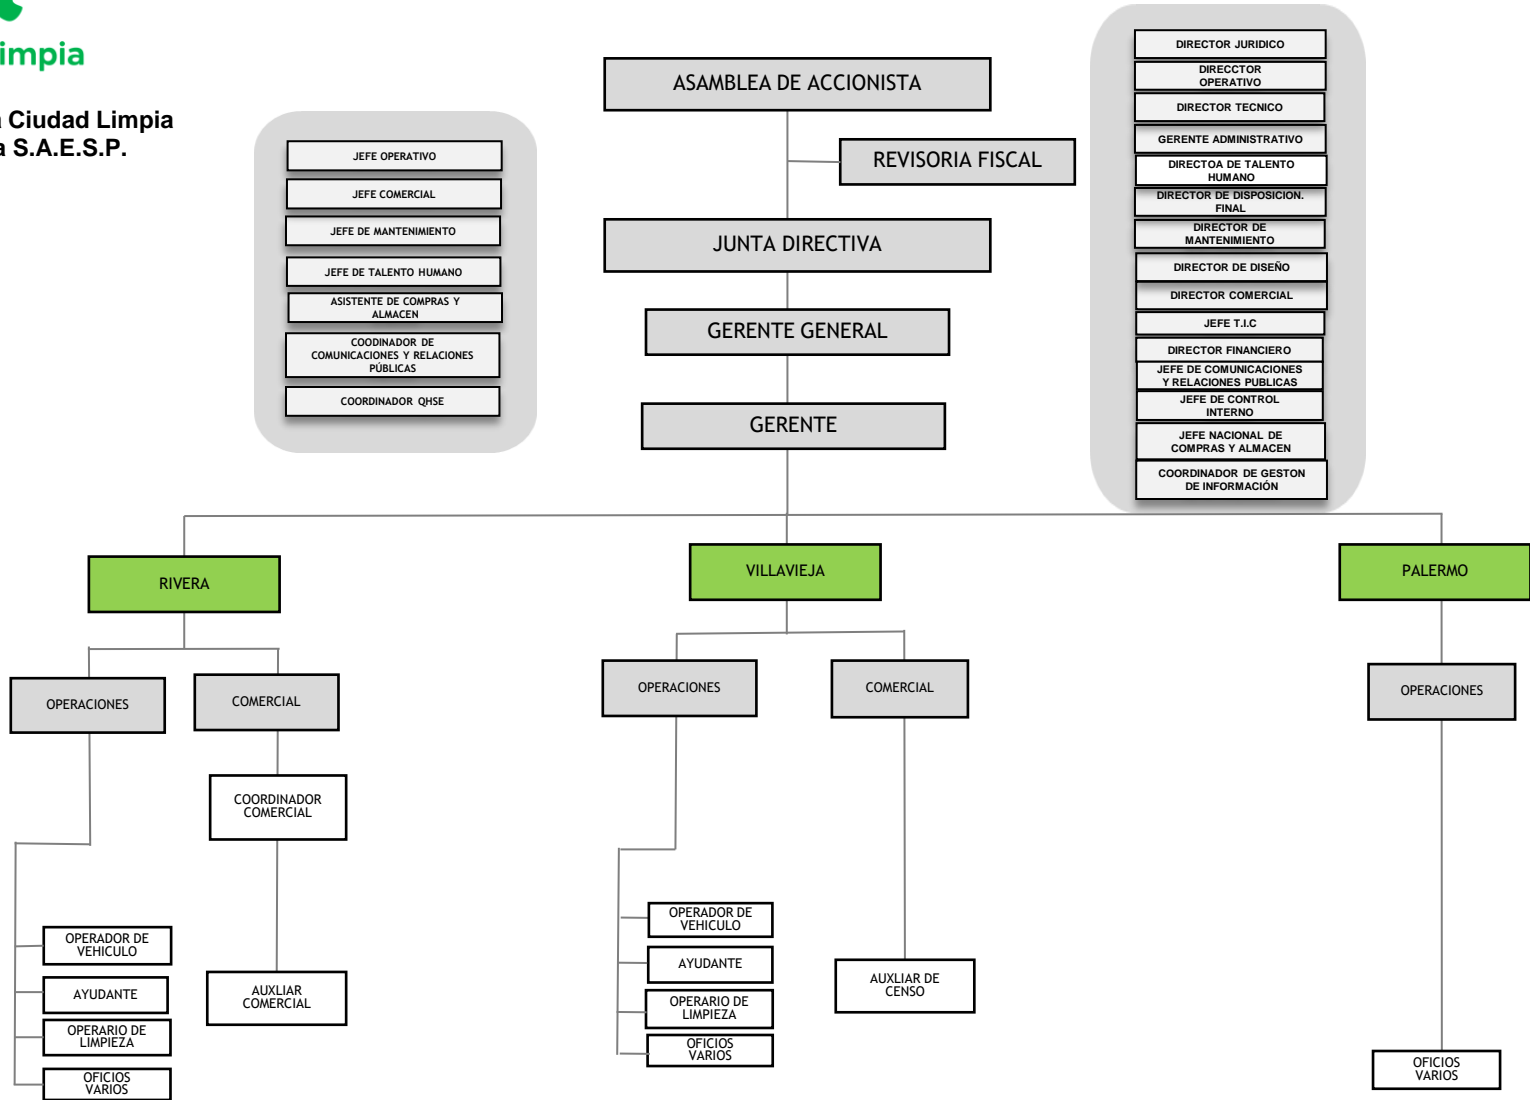 impia
a Ciudad Limpia
a S.A.E.S.P.
JEFE OPERATIVO
JEFE COMERCIAL
JEFE DE MANTENIMIENTO
JEFE DE TALENTO HUMANO
ASISTENTE DE COMPRAS Y
ALMACEN
COODINADOR DE
COMUNICACIONES Y RELACIONES
PÚBLICAS
COORDINADOR QHSE
ASAMBLEA DE ACCIONISTA
REVISORIA FISCAL
JUNTA DIRECTIVA
GERENTE GENERAL
GERENTE
DIRECTOR JURIDICO
DIRECCTOR
OPERATIVO
DIRECTOR TECNICO
GERENTE ADMINISTRATIVO
DIRECTOA DE TALENTO
HUMANO
DIRECTOR DE DISPOSICION.
FINAL
DIRECTOR DE
MANTENIMIENTO
DIRECTOR DE DISEÑO
DIRECTOR COMERCIAL
JEFE T.I.C
DIRECTOR FINANCIERO
JEFE DE COMUNICACIONES
Y RELACIONES PUBLICAS
JEFE DE CONTROL
INTERNO
JEFE NACIONAL DE
COMPRAS Y ALMACEN
COORDINADOR DE GESTON
DE INFORMACIÓN
RIVERA
OPERACIONES
COMERCIAL
COORDINADOR
COMERCIAL
OPERADOR DE
VEHICULO
AYUDANTE
OPERARIO DE
LIMPIEZA
OFICIOS
VARIOS
AUXLIAR
COMERCIAL
VILLAVIEJA
OPERACIONES
COMERCIAL
OPERADOR DE
VEHICULO
AYUDANTE
OPERARIO DE
LIMPIEZA
OFICIOS
VARIOS
AUXLIAR DE
CENSO
PALERMO
OPERACIONES
OFICIOS
VARIOS